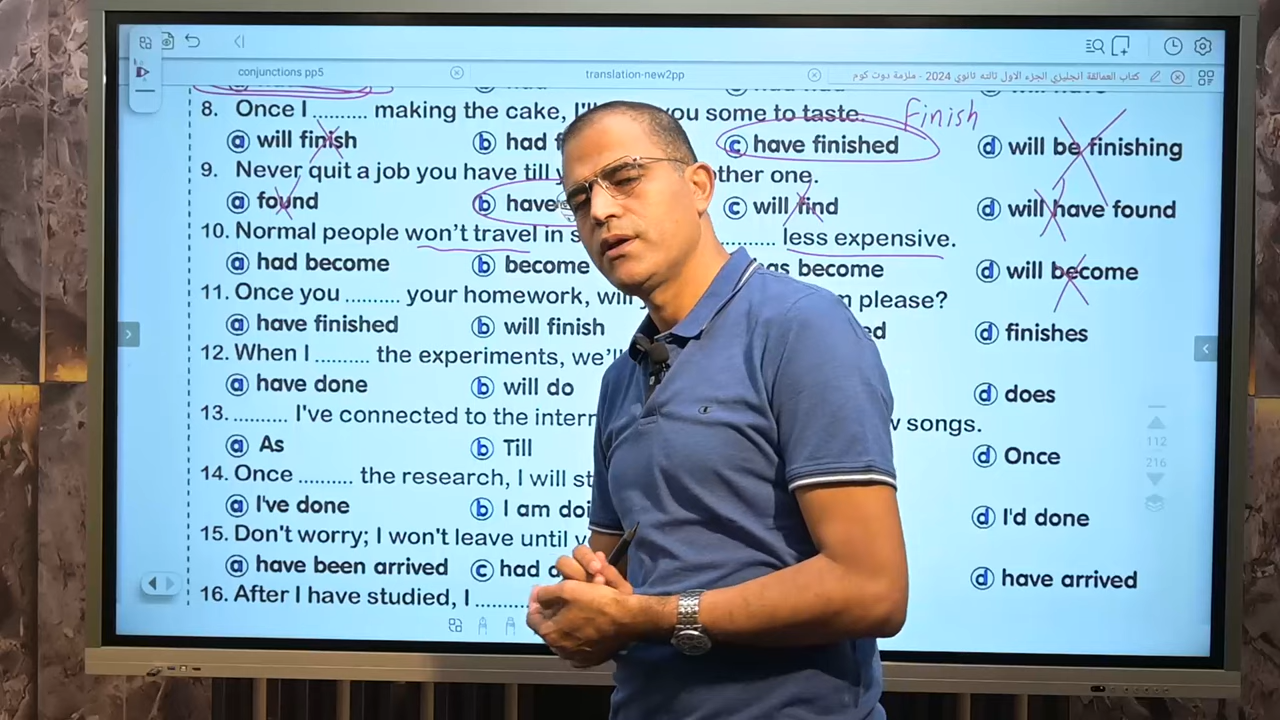 conjunctions pp5
translation-new2pp
كتاب العمالقة انجليزي الجزء الاول تالته ثانوي 2024 - ملزمة دوت كوم
8. Once I .......... making the cake, I'll you some to taste.
Finish
a will finish b had c have finished d will be finishing
9. Never quit a job you have till other one.
a found b have c will find d will have found
10. Normal people won't travel in .......... less expensive.
a had become b become as become d will become
11. Once you .......... your homework, will please?
a have finished b will finish d finishes
12. When I .......... the experiments, we'll
a have done b will do d does
13. .......... I've connected to the songs.
a As b Till d Once
14. Once .......... the research, I will
a I've done b I am d I'd done
15. Don't worry; I won't leave until
a have been arrived c had d have arrived
16. After I have studied, I ..........
112
216